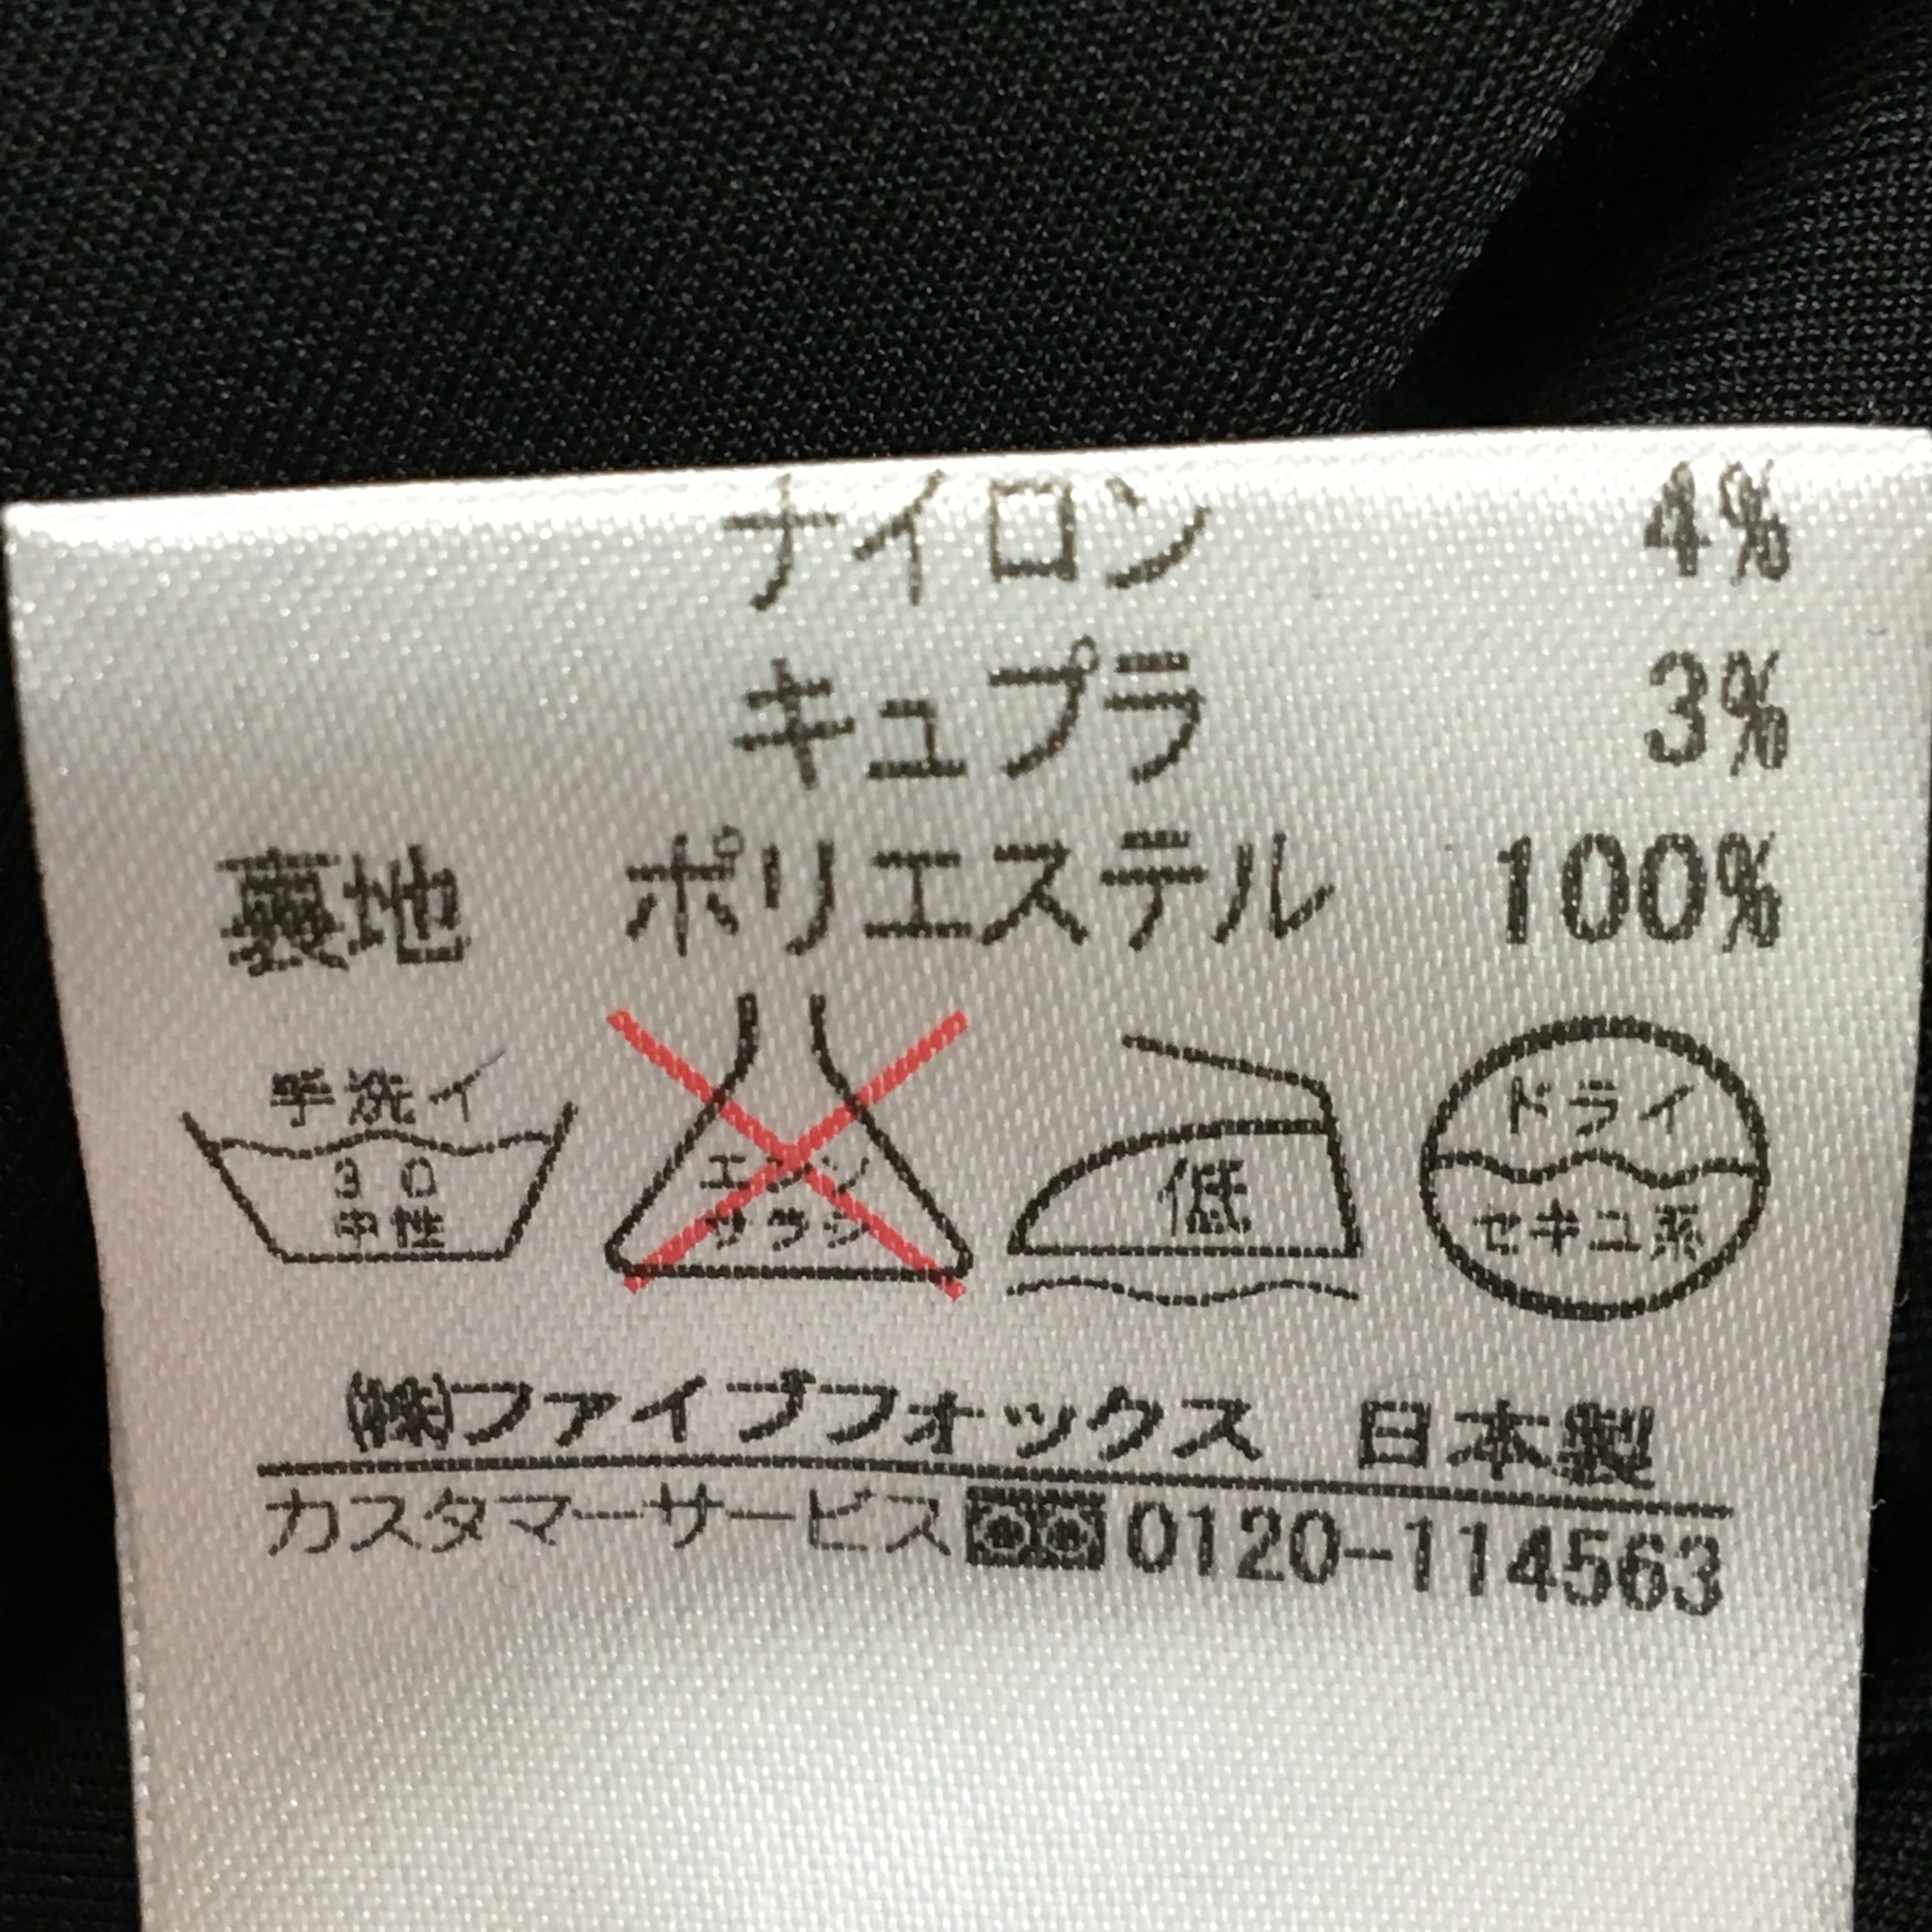 ナイロン 4%
キュプラ 3%
裏地 ポリエステル 100%
手洗イ
30
中性
エンソ
サラシ
低
ドライ
セキユ系
㈱ファイブフォックス 日本製
カスタマーサービス 0120-114563